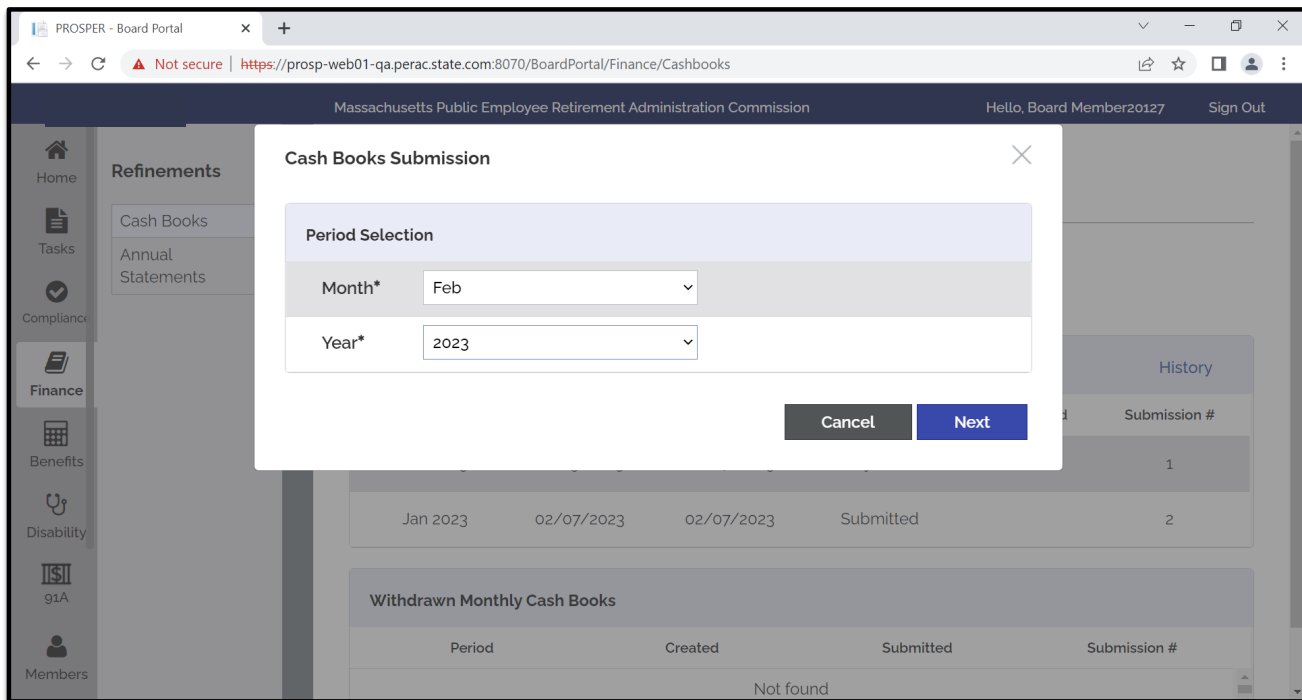 PROSPER - Board Portal
Not secure | https://prosp-web01-qa.perac.state.com:8070/BoardPortal/Finance/Cashbooks
Massachusetts Public Employee Retirement Administration Commission Hello, Board Member20127 Sign Out
Home
Tasks
Compliance
Finance
Benefits
Disability
91A
Members
Refinements
Cash Books
Annual
Statements
Cash Books Submission
Period Selection
Month* Feb
Year* 2023
Cancel Next
History
Submission #
1
Jan 2023 02/07/2023 02/07/2023 Submitted 2
Withdrawn Monthly Cash Books
Period Created Submitted Submission #
Not found